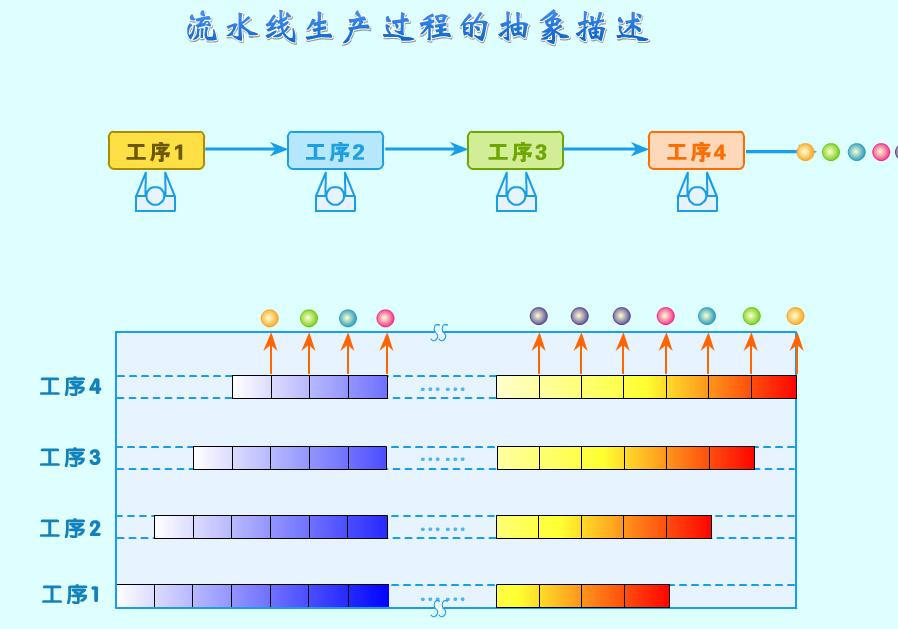 流水线生产过程的抽象描述
工序1 工序2 工序3 工序4
工序4 ……
工序3 ……
工序2 ……
工序1 ……